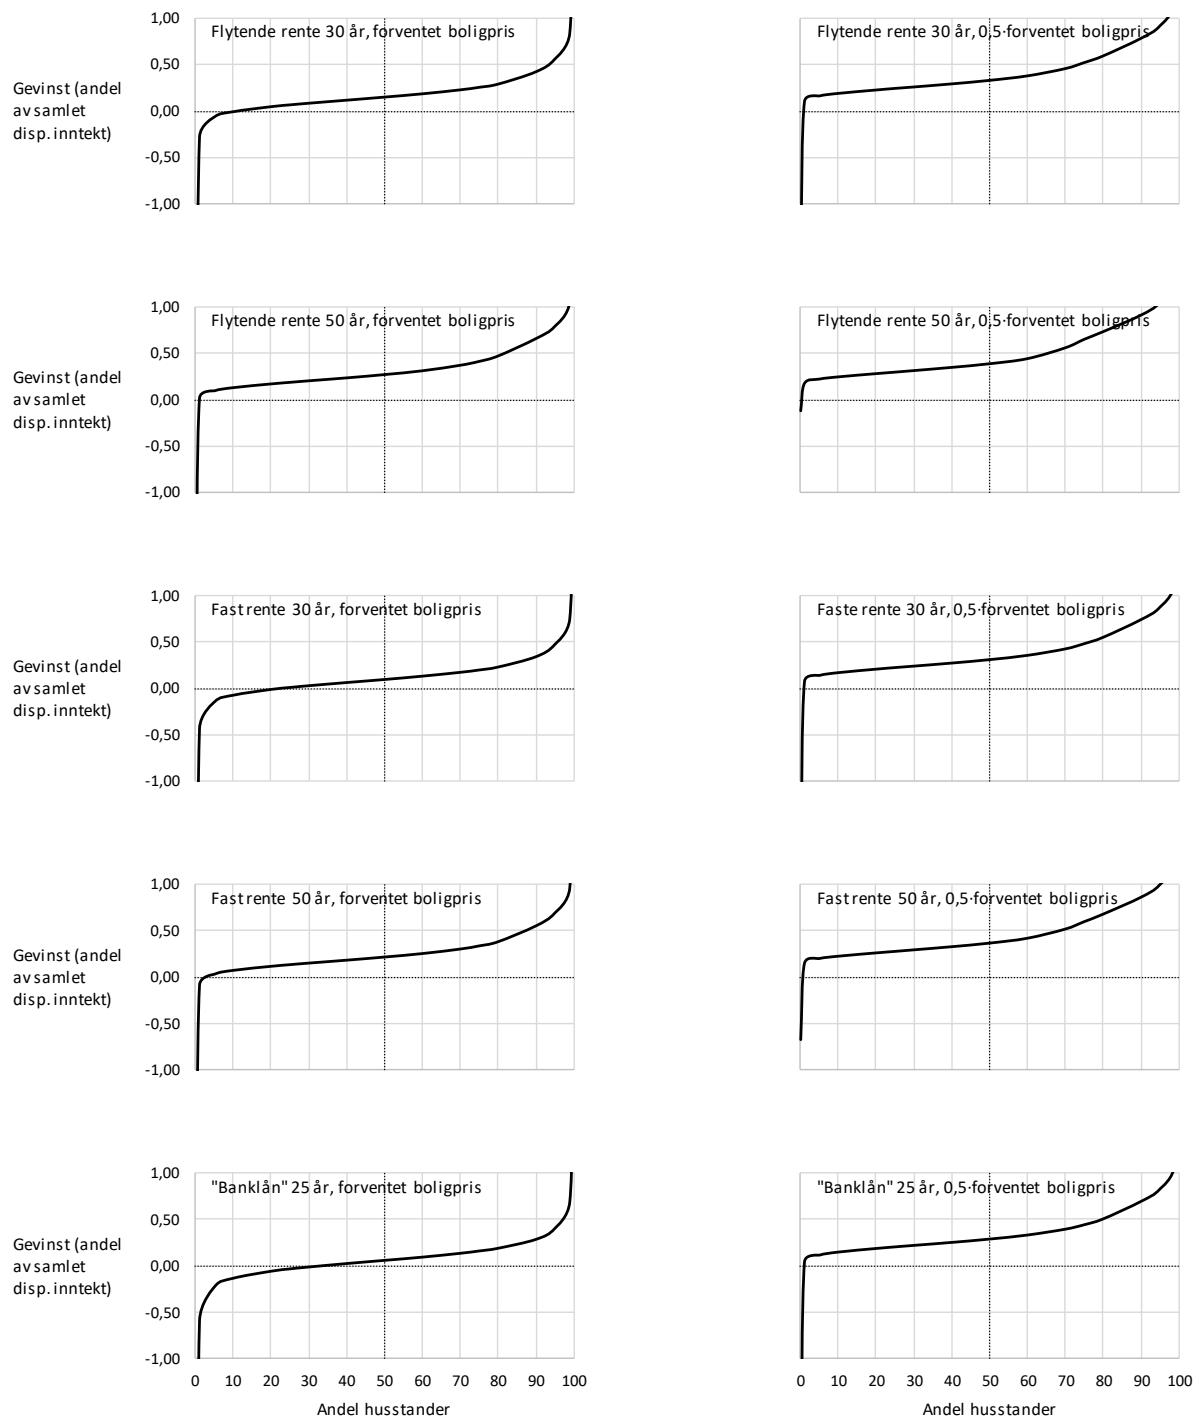 Flytende rente 30 år, forventet boligpris
1,00
0,50
0,00
-0,50
-1,00
Gevinst (andel
av samlet
disp. inntekt)
Flytende rente 30 år, 0,5·forventet boligpris
Flytende rente 50 år, forventet boligpris
1,00
0,50
0,00
-0,50
-1,00
Gevinst (andel
av samlet
disp. inntekt)
Flytende rente 50 år, 0,5·forventet boligpris
Fast rente 30 år, forventet boligpris
1,00
0,50
0,00
-0,50
-1,00
Gevinst (andel
av samlet
disp. inntekt)
Faste rente 30 år, 0,5·forventet boligpris
Fast rente 50 år, forventet boligpris
1,00
0,50
0,00
-0,50
-1,00
Gevinst (andel
av samlet
disp. inntekt)
Fast rente 50 år, 0,5·forventet boligpris
"Banklån" 25 år, forventet boligpris
1,00
0,50
0,00
-0,50
-1,00
Gevinst (andel
av samlet
disp. inntekt)
0 10 20 30 40 50 60 70 80 90 100
Andel husstander
"Banklån" 25 år, 0,5·forventet boligpris
0 10 20 30 40 50 60 70 80 90 100
Andel husstander